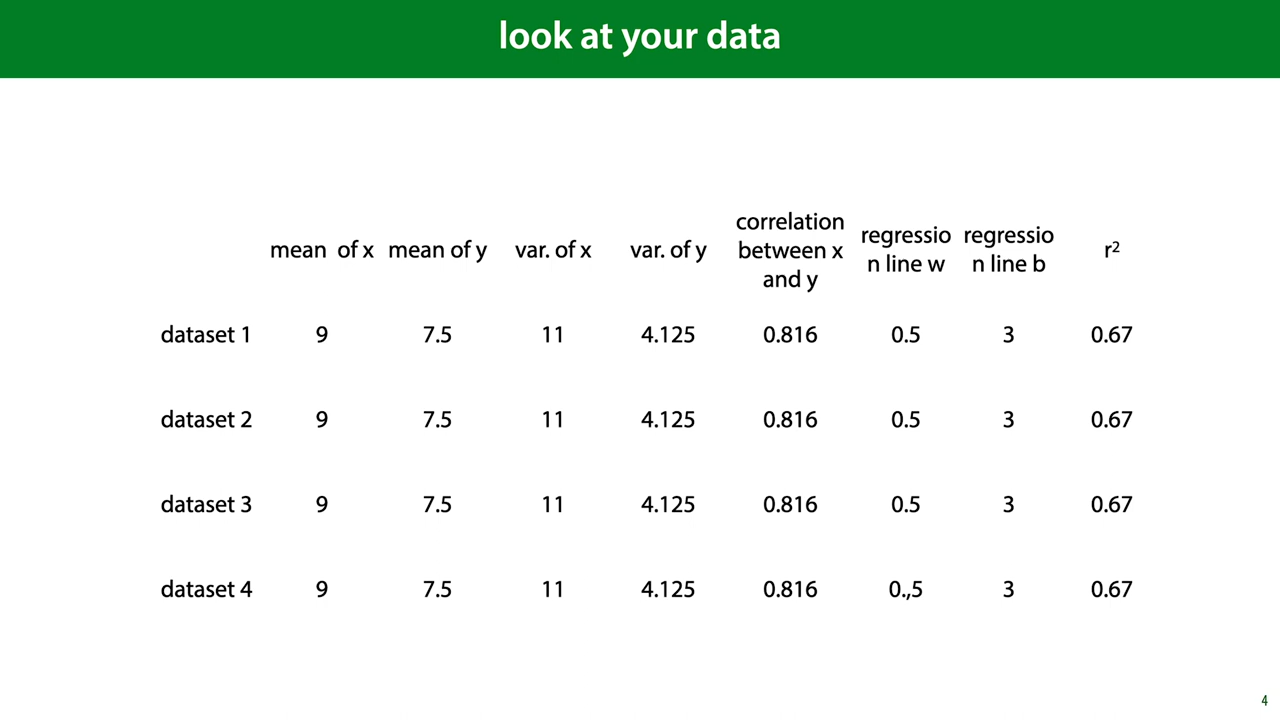 look at your data
mean of x mean of y var. of x var. of y correlation between x and y regressio n line w regressio n line b r²
dataset 1 9 7.5 11 4.125 0.816 0.5 3 0.67
dataset 2 9 7.5 11 4.125 0.816 0.5 3 0.67
dataset 3 9 7.5 11 4.125 0.816 0.5 3 0.67
dataset 4 9 7.5 11 4.125 0.816 0.,5 3 0.67
4